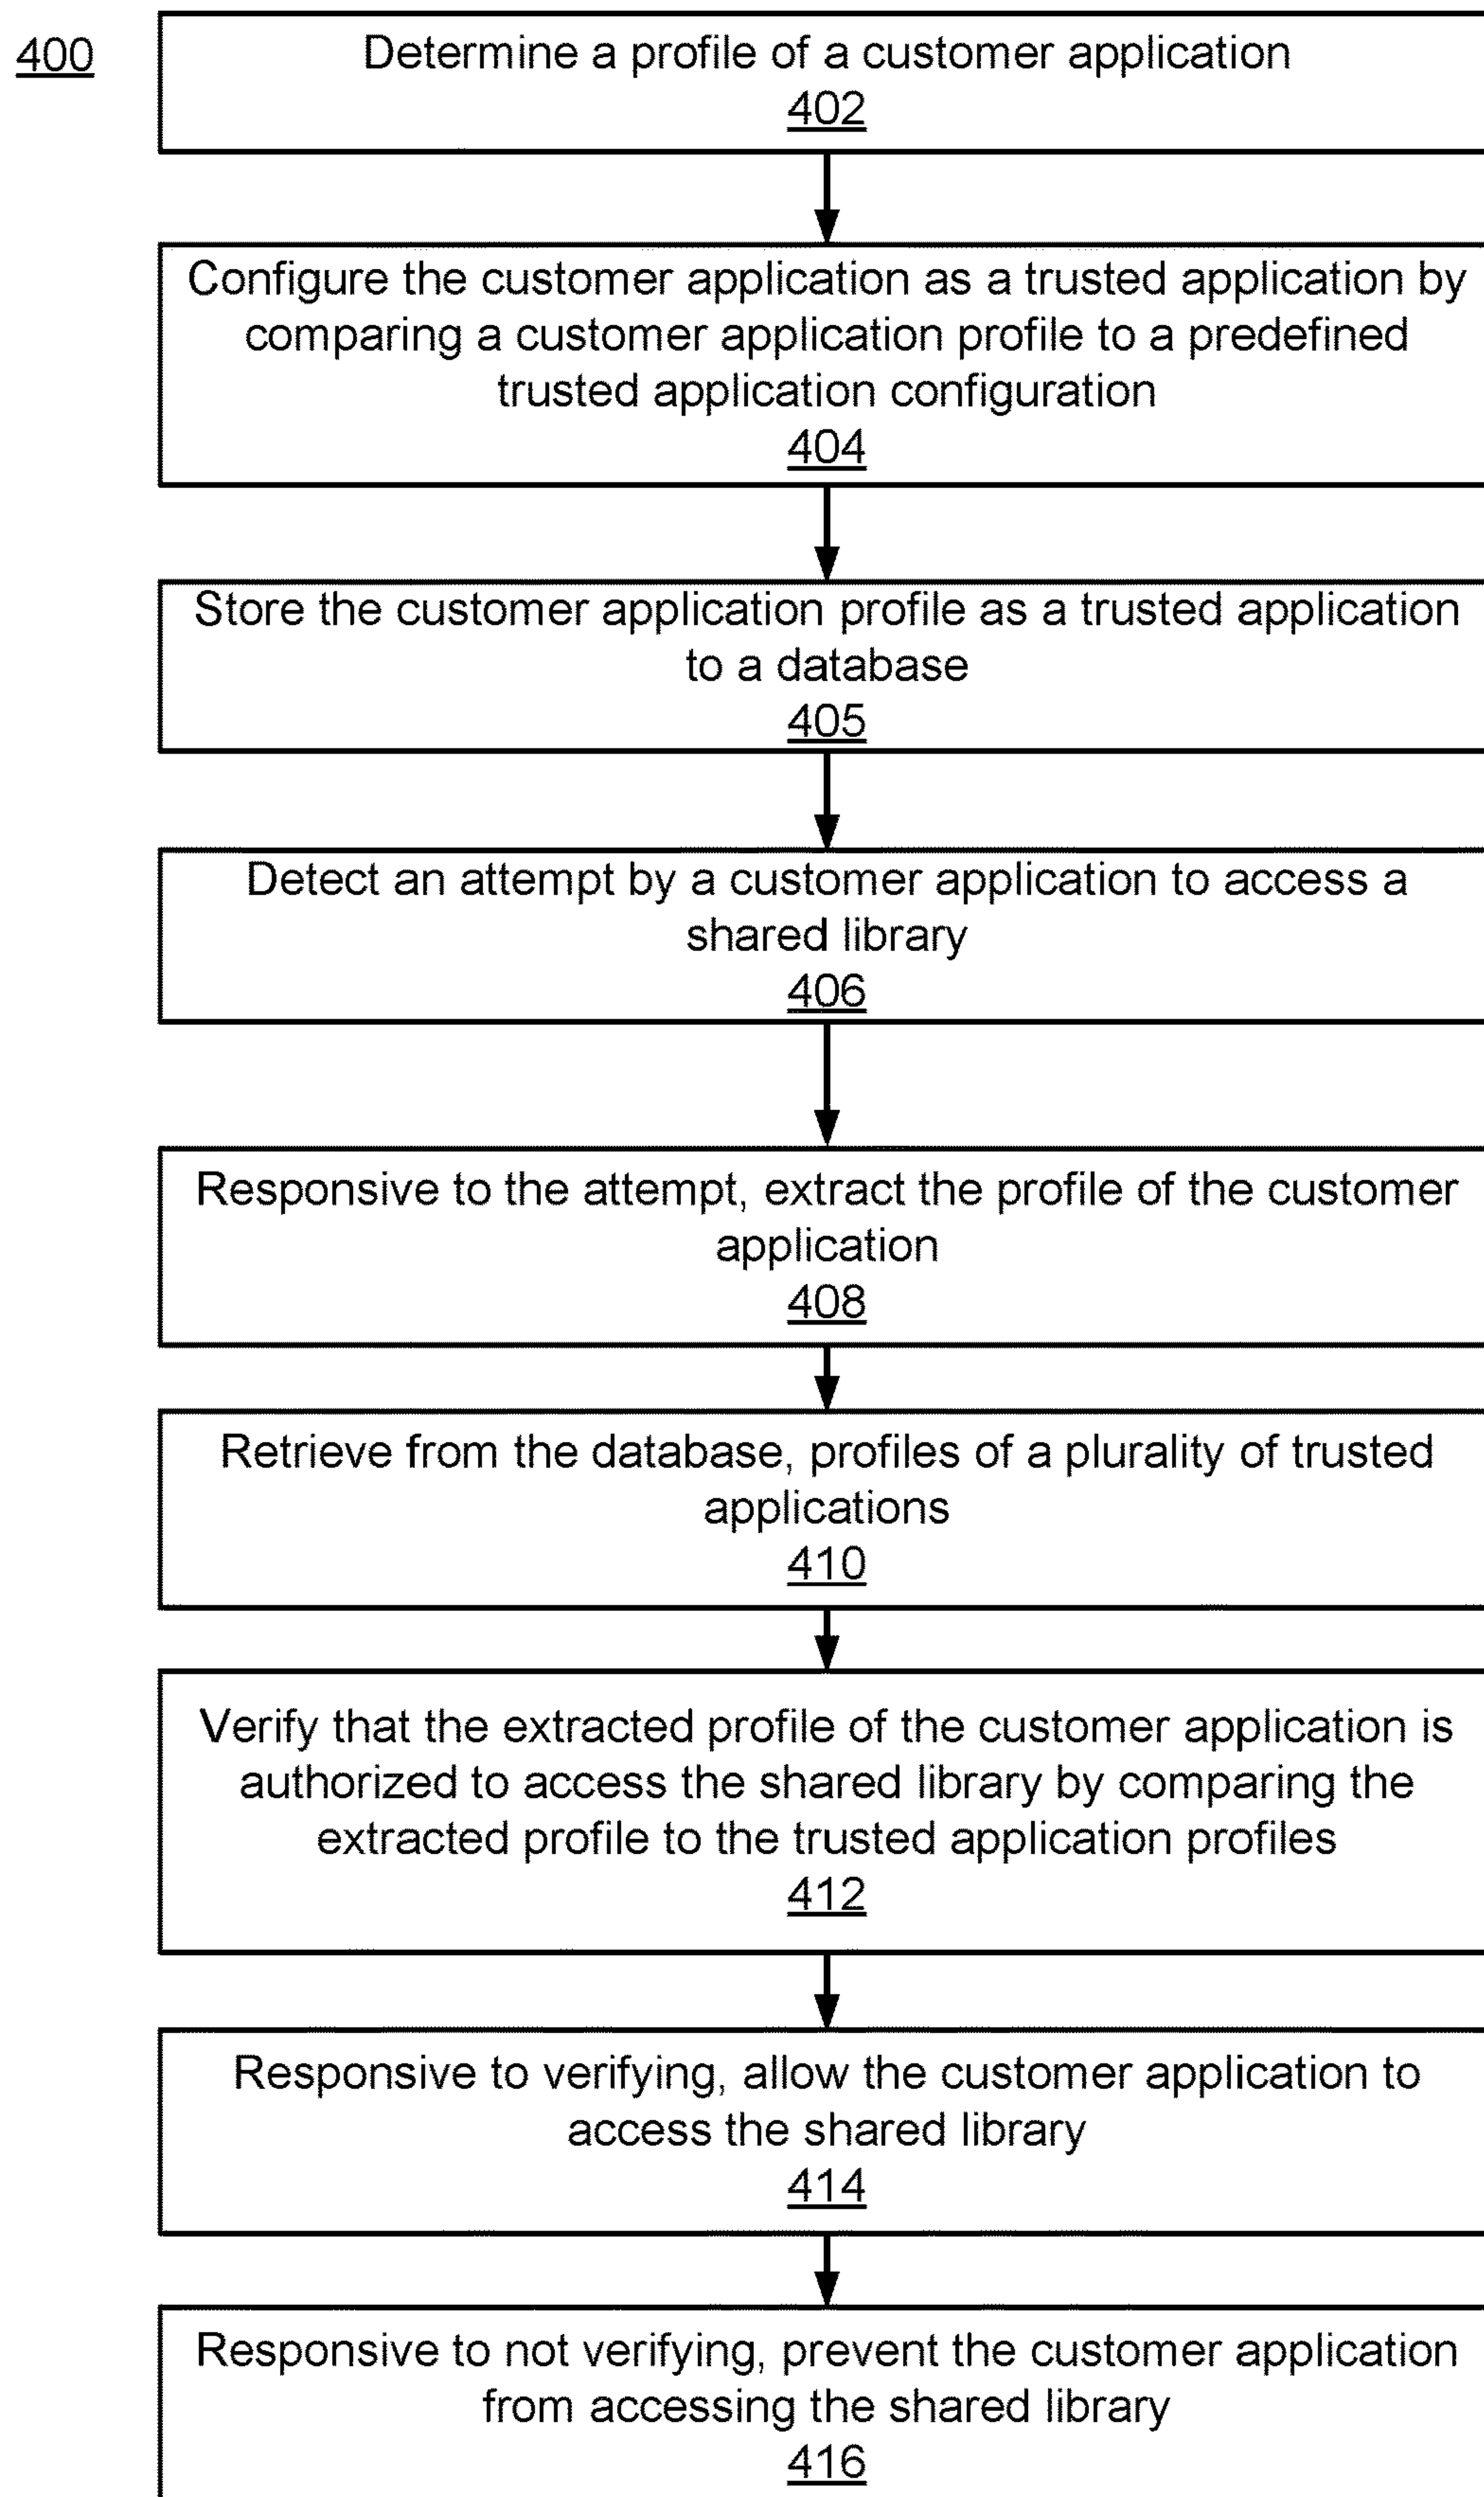 400
Determine a profile of a customer application
402
Configure the customer application as a trusted application by
comparing a customer application profile to a predefined
trusted application configuration
404
Store the customer application profile as a trusted application
to a database
405
Detect an attempt by a customer application to access a
shared library
406
Responsive to the attempt, extract the profile of the customer
application
408
Retrieve from the database, profiles of a plurality of trusted
applications
410
Verify that the extracted profile of the customer application is
authorized to access the shared library by comparing the
extracted profile to the trusted application profiles
412
Responsive to verifying, allow the customer application to
access the shared library
414
Responsive to not verifying, prevent the customer application
from accessing the shared library
416